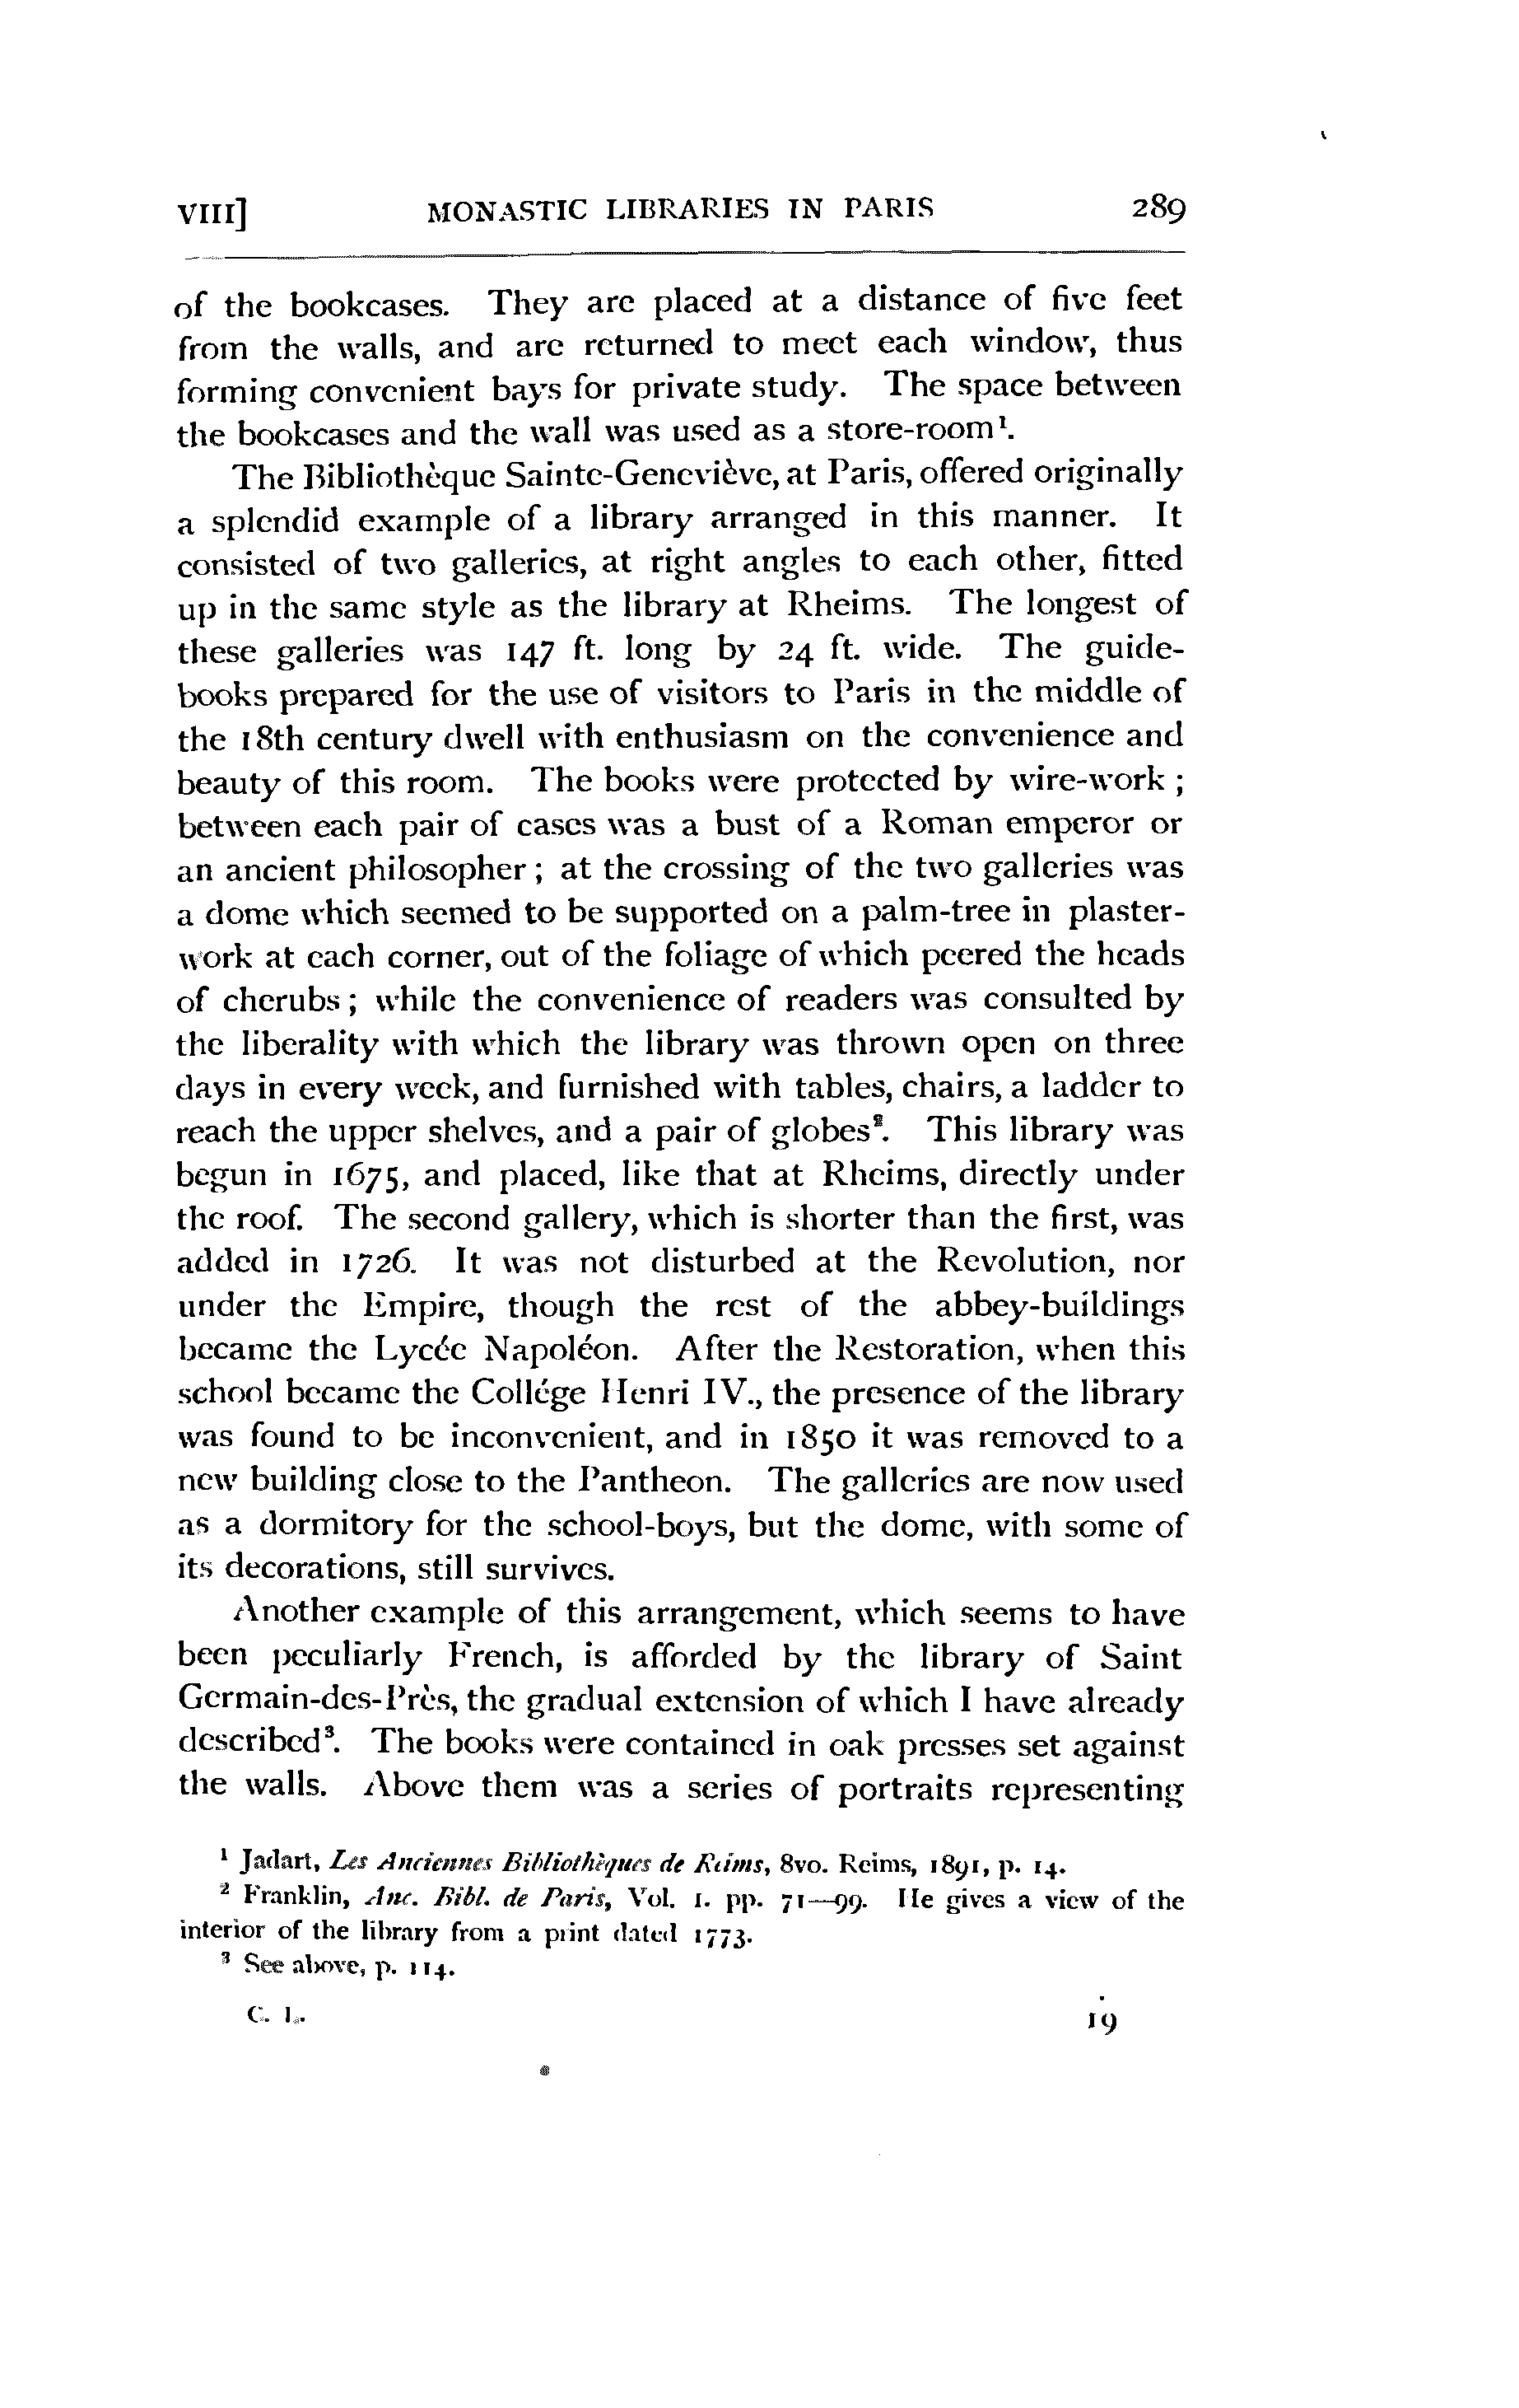 VIII] MONASTIC LIBRARIES IN PARIS 289
of the bookcases. They are placed at a distance of five feet
from the walls, and are returned to meet each window, thus
forming convenient bays for private study. The space between
the bookcases and the wall was used as a store-room¹.
The Bibliothèque Sainte-Geneviève, at Paris, offered originally
a splendid example of a library arranged in this manner. It
consisted of two galleries, at right angles to each other, fitted
up in the same style as the library at Rheims. The longest of
these galleries was 147 ft. long by 24 ft. wide. The guide-
books prepared for the use of visitors to Paris in the middle of
the 18th century dwell with enthusiasm on the convenience and
beauty of this room. The books were protected by wire-work ;
between each pair of cases was a bust of a Roman emperor or
an ancient philosopher ; at the crossing of the two galleries was
a dome which seemed to be supported on a palm-tree in plaster-
work at each corner, out of the foliage of which peered the heads
of cherubs ; while the convenience of readers was consulted by
the liberality with which the library was thrown open on three
days in every week, and furnished with tables, chairs, a ladder to
reach the upper shelves, and a pair of globes². This library was
begun in 1675, and placed, like that at Rheims, directly under
the roof. The second gallery, which is shorter than the first, was
added in 1726. It was not disturbed at the Revolution, nor
under the Empire, though the rest of the abbey-buildings
became the Lycée Napoléon. After the Restoration, when this
school became the Collége Henri IV., the presence of the library
was found to be inconvenient, and in 1850 it was removed to a
new building close to the Pantheon. The galleries are now used
as a dormitory for the school-boys, but the dome, with some of
its decorations, still survives.
Another example of this arrangement, which seems to have
been peculiarly French, is afforded by the library of Saint
Germain-des-Près, the gradual extension of which I have already
described³. The books were contained in oak presses set against
the walls. Above them was a series of portraits representing
¹ Jadart, Les Anciennes Bibliothèques de Reims, 8vo. Reims, 1891, p. 14.
² Franklin, Anc. Bibl. de Paris, Vol. I. pp. 71—99. He gives a view of the
interior of the library from a print dated 1773.
³ See above, p. 114.
C. L. 19